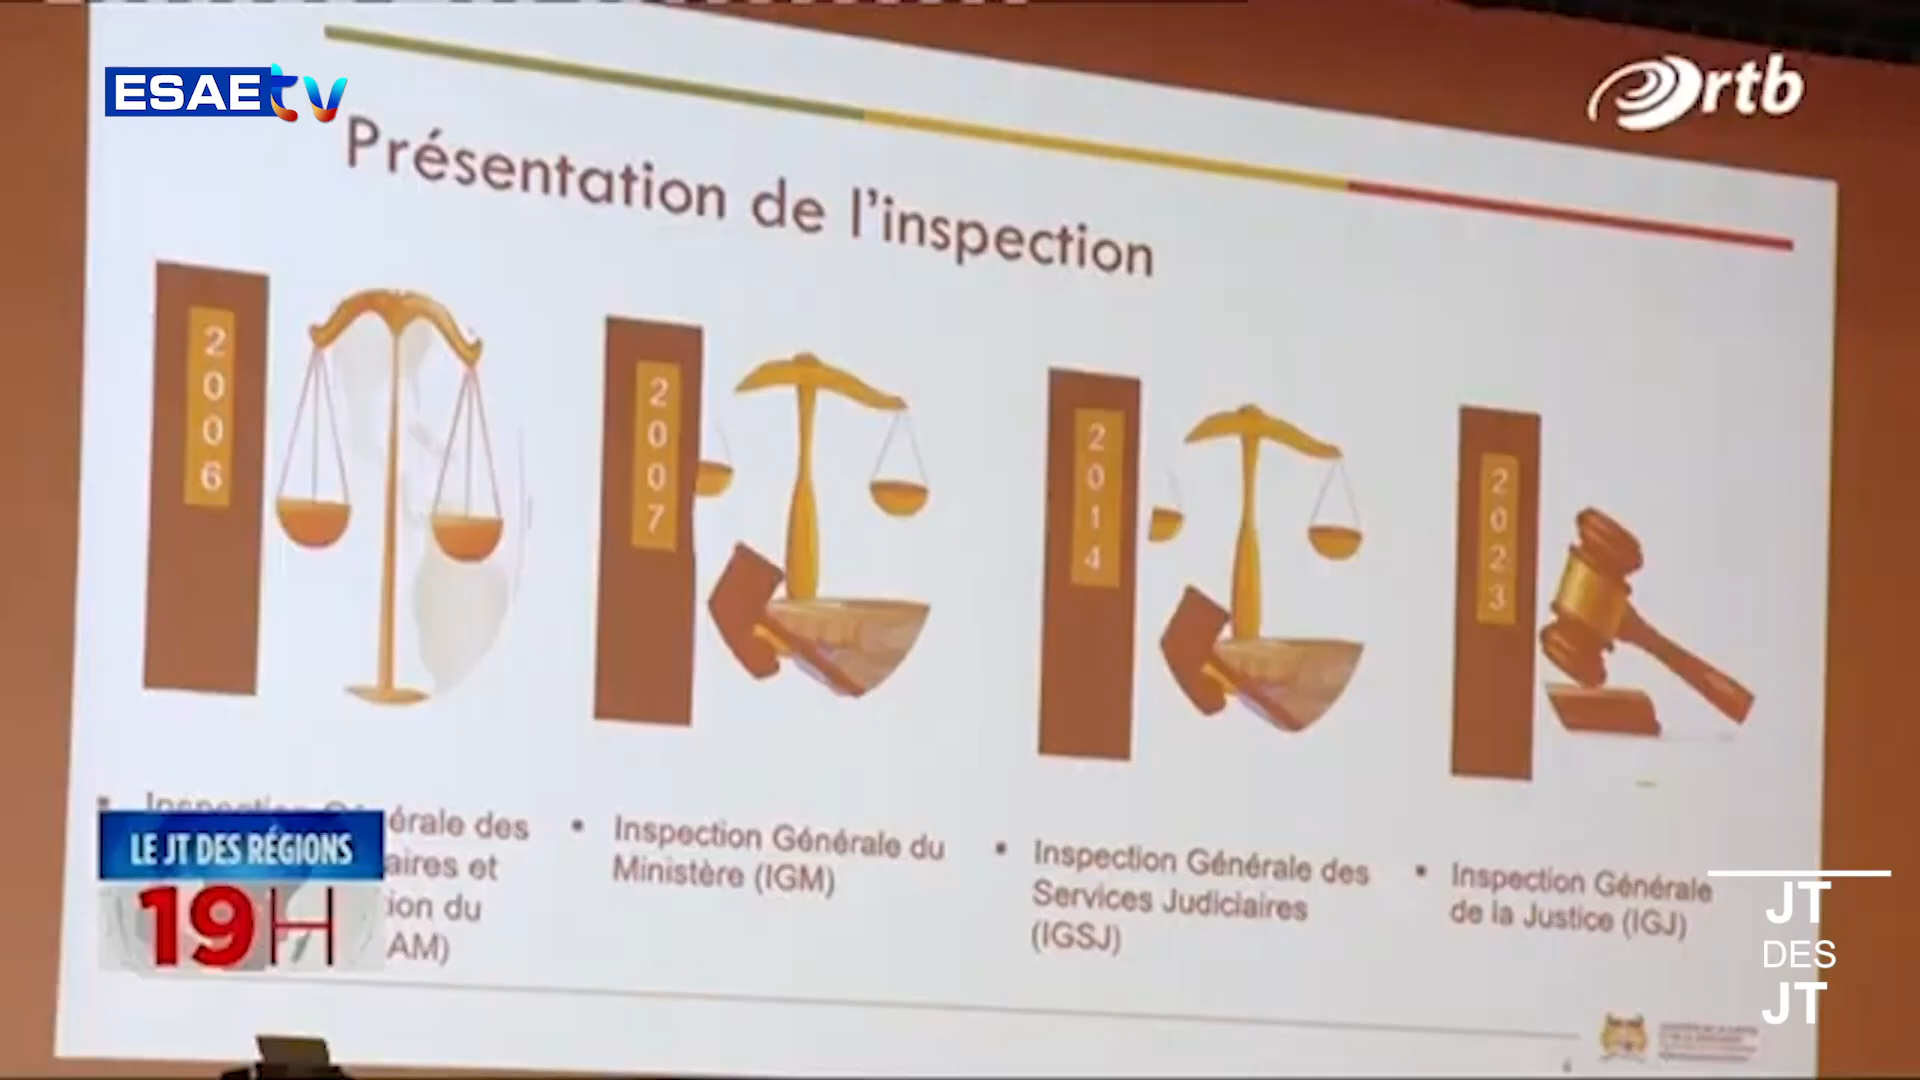 ESAE tv
rtb
Présentation de l'inspection
2006
2007
2014
2023
Inspection Générale des
aires et
ion du
AM)
Inspection Générale du
Ministère (IGM)
Inspection Générale des
Services Judiciaires
(IGSJ)
Inspection Générale
de la Justice (IGJ)
LE JT DES RÉGIONS
19H
JT
DES
JT